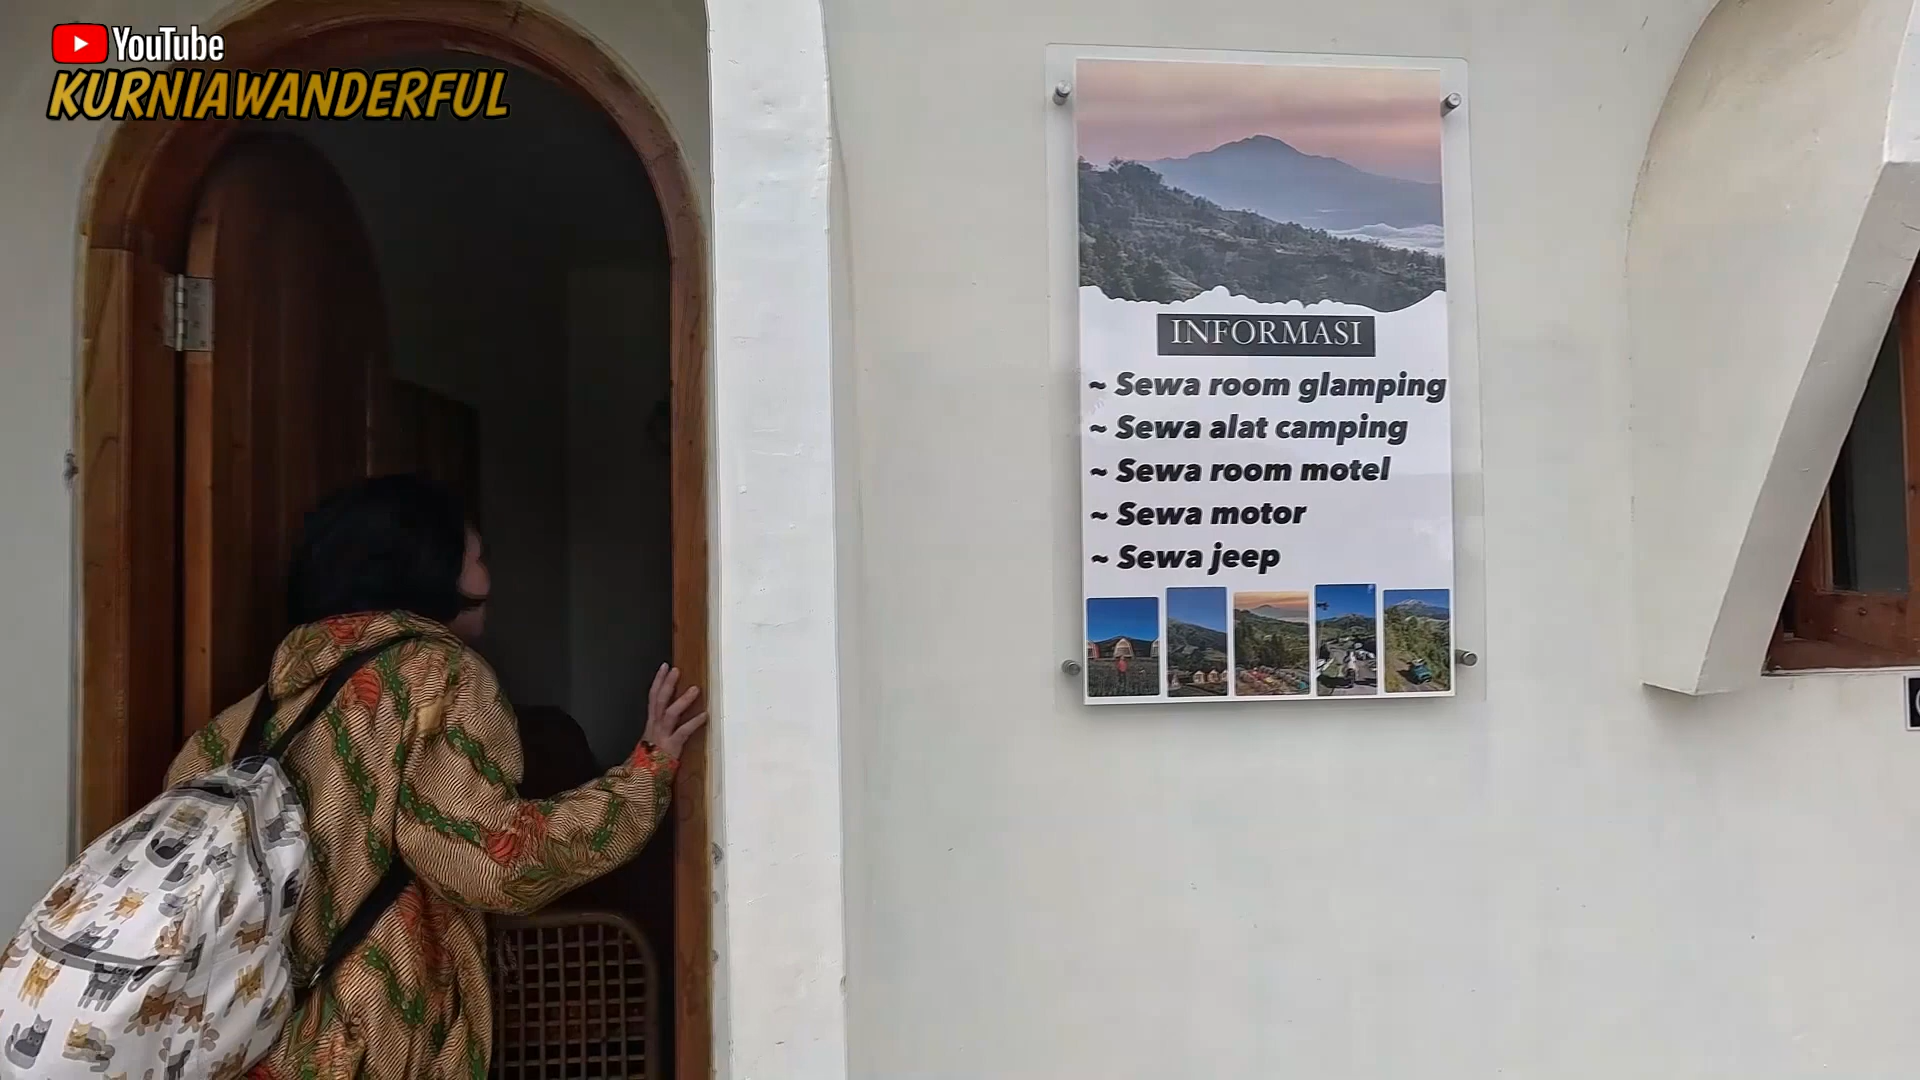 YouTube
KURNIAWANDERFUL
INFORMASI
~ Sewa room glamping
~ Sewa alat camping
~ Sewa room motel
~ Sewa motor
~ Sewa jeep